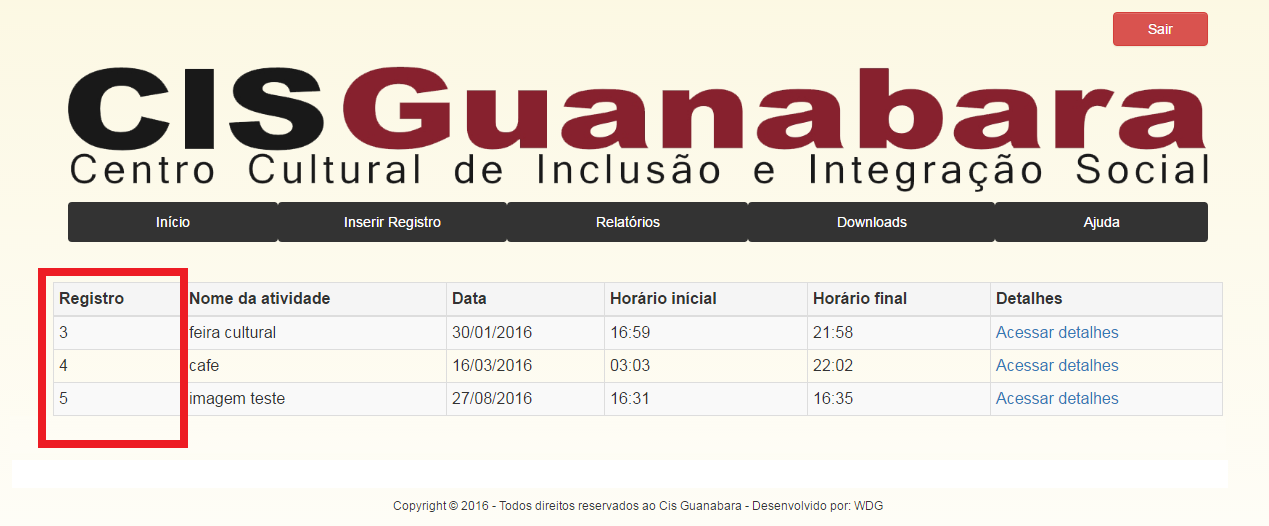 Sair
CISGuanabara
Centro Cultural de Inclusão e Integração Social
Início Inserir Registro Relatórios Downloads Ajuda
Registro Nome da atividade Data Horário inícial Horário final Detalhes
3 feira cultural 30/01/2016 16:59 21:58 Acessar detalhes
4 cafe 16/03/2016 03:03 22:02 Acessar detalhes
5 imagem teste 27/08/2016 16:31 16:35 Acessar detalhes
Copyright © 2016 - Todos direitos reservados ao Cis Guanabara - Desenvolvido por: WDG